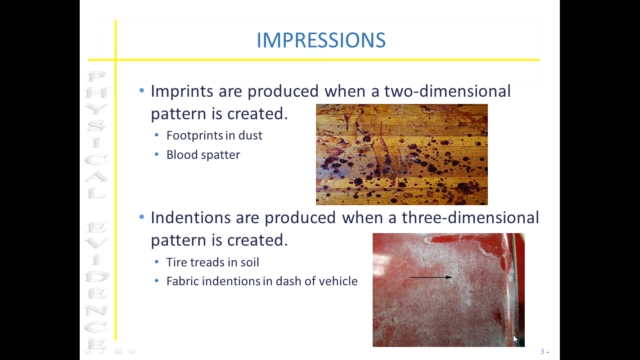 IMPRESSIONS
• Imprints are produced when a two-dimensional
pattern is created.
• Footprints in dust
• Blood spatter
• Indentions are produced when a three-dimensional
pattern is created.
• Tire treads in soil
• Fabric indentions in dash of vehicle
PHYSICAL EVIDENCE
3 -